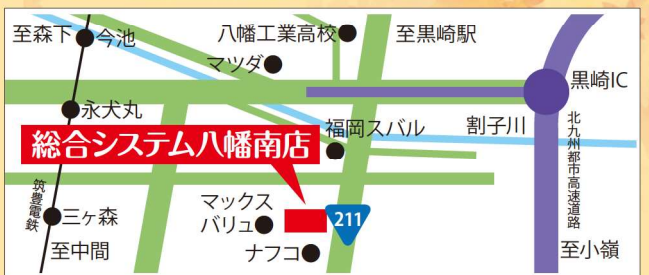 至森下
今池
八幡工業高校
至黒崎駅
マツダ
黒崎IC
永犬丸
福岡スバル
割子川
総合システム八幡南店
北九州都市高速道路
筑豊電鉄
三ヶ森
マックス
バリュ
211
至中間
ナフコ
至小嶺